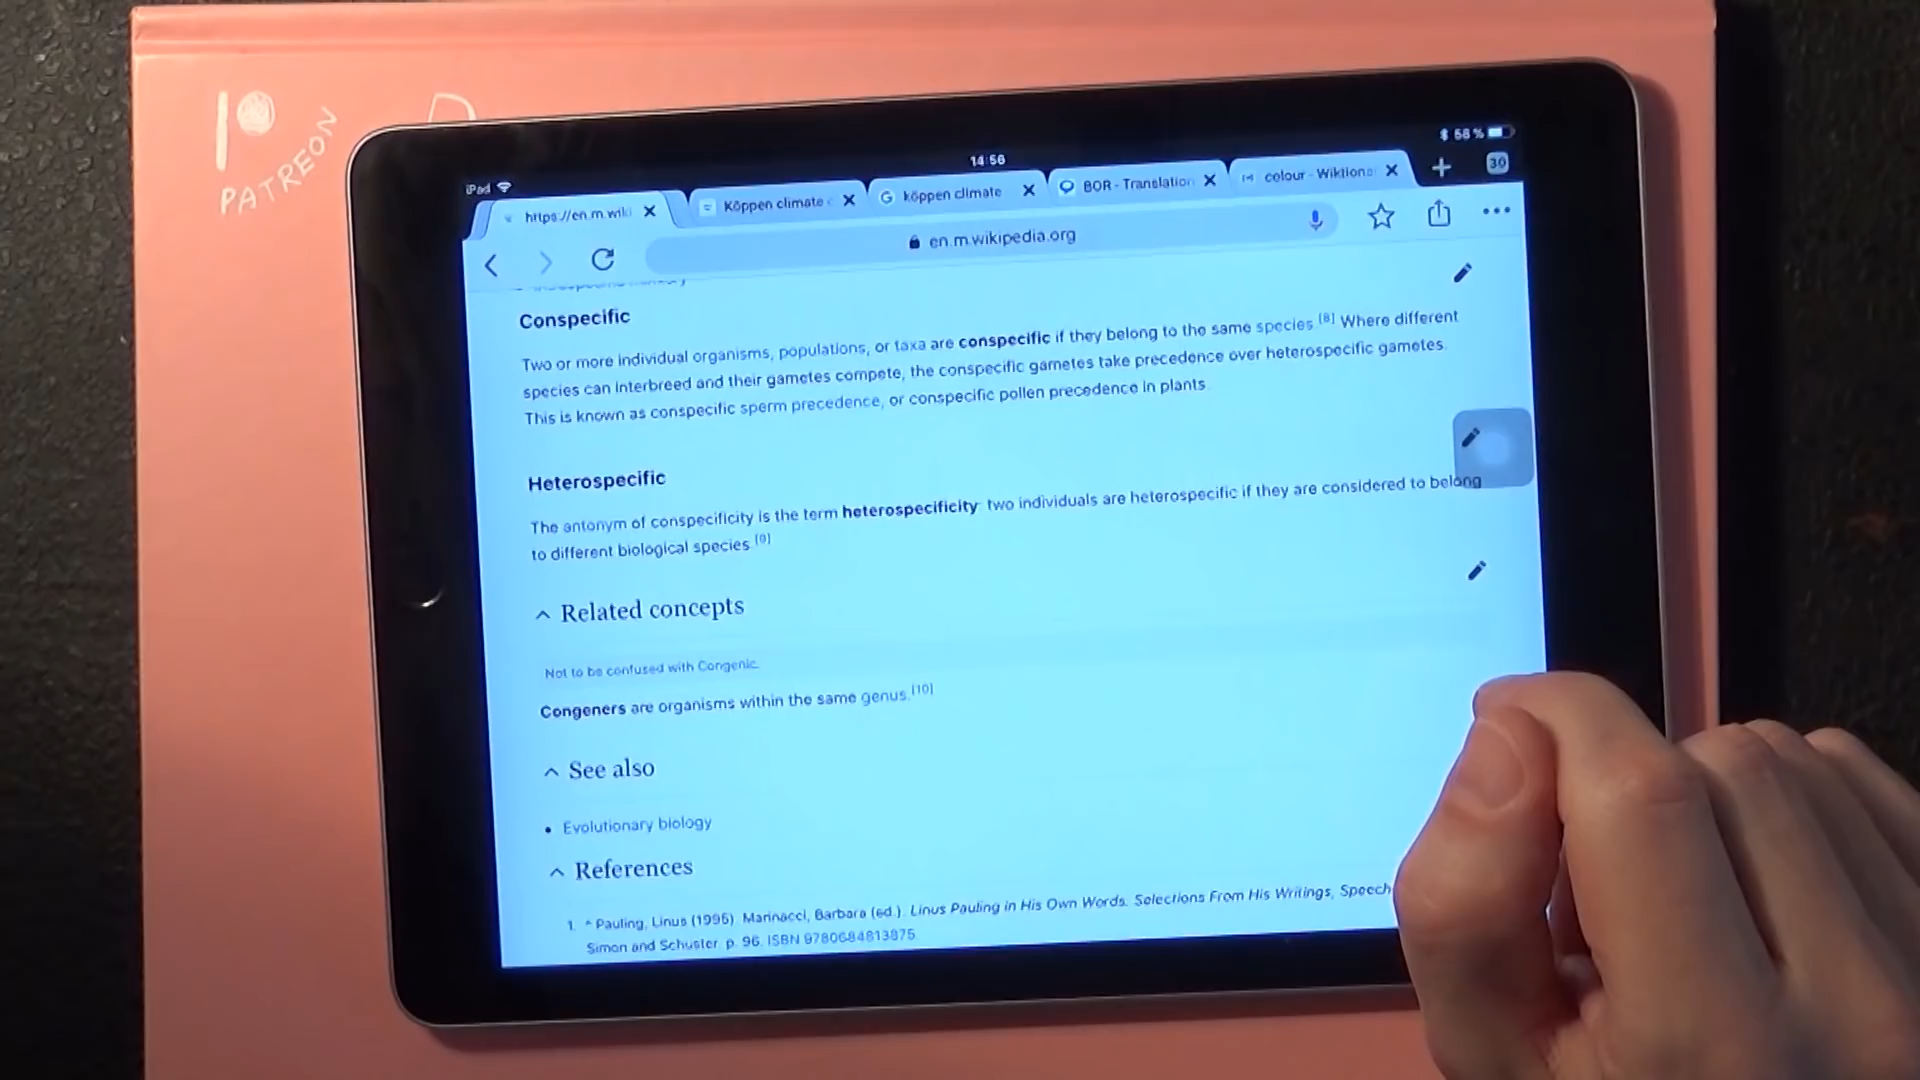 PATREON
iPad
14:56
58 %
https://en.m.wiki
Köppen climate c
köppen climate
BOR - Translation
colour - Wiktiona
30
en.m.wikipedia.org
Conspecific
Two or more individual organisms, populations, or taxa are conspecific if they belong to the same species.[8] Where different
species can interbreed and their gametes compete, the conspecific gametes take precedence over heterospecific gametes.
This is known as conspecific sperm precedence, or conspecific pollen precedence in plants.
Heterospecific
The antonym of conspecificity is the term heterospecificity: two individuals are heterospecific if they are considered to belong
to different biological species.[9]
Related concepts
Not to be confused with Congenic.
Congeners are organisms within the same genus.[10]
See also
• Evolutionary biology
References
1. ^ Pauling, Linus (1995). Marinacci, Barbara (ed.). Linus Pauling in His Own Words: Selections From His Writings, Speech
Simon and Schuster. p. 96. ISBN 9780684813875.